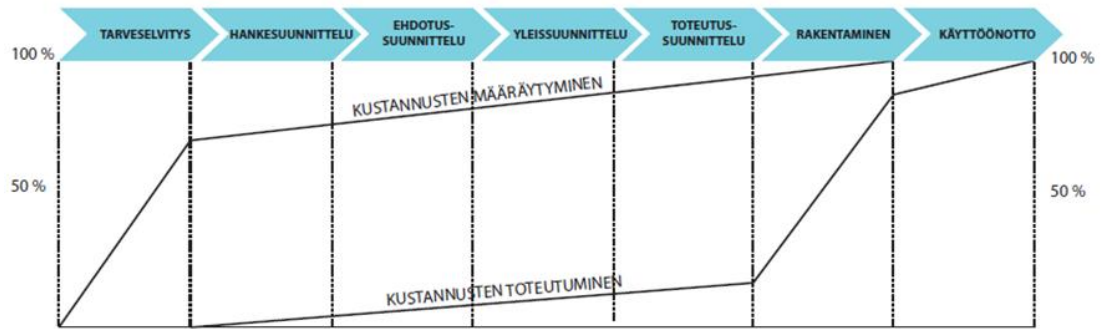 TARVESELVITYS
HANKESUUNNITTELU
EHDOTUS-
SUUNNITTELU
YLEISSUUNNITTELU
TOTEUTUS-
SUUNNITTELU
RAKENTAMINEN
KÄYTTÖÖNOTTO
100 %
100 %
KUSTANNUSTEN MÄÄRÄYTYMINEN
50 %
50 %
KUSTANNUSTEN TOTEUTUMINEN